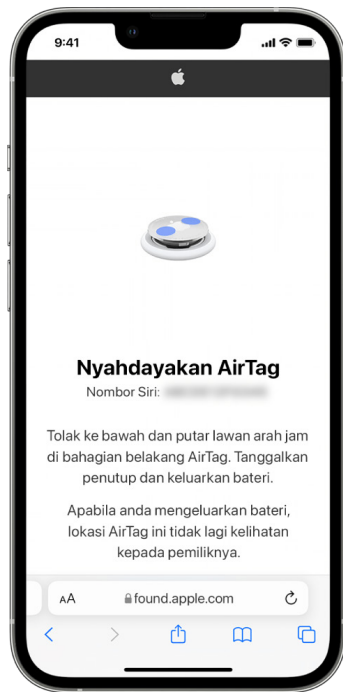 9:41
Nyahdayakan AirTag
Nombor Siri:
Tolak ke bawah dan putar lawan arah jam
di bahagian belakang AirTag. Tanggalkan
penutup dan keluarkan bateri.
Apabila anda mengeluarkan bateri,
lokasi AirTag ini tidak lagi kelihatan
kepada pemiliknya.
AA found.apple.com